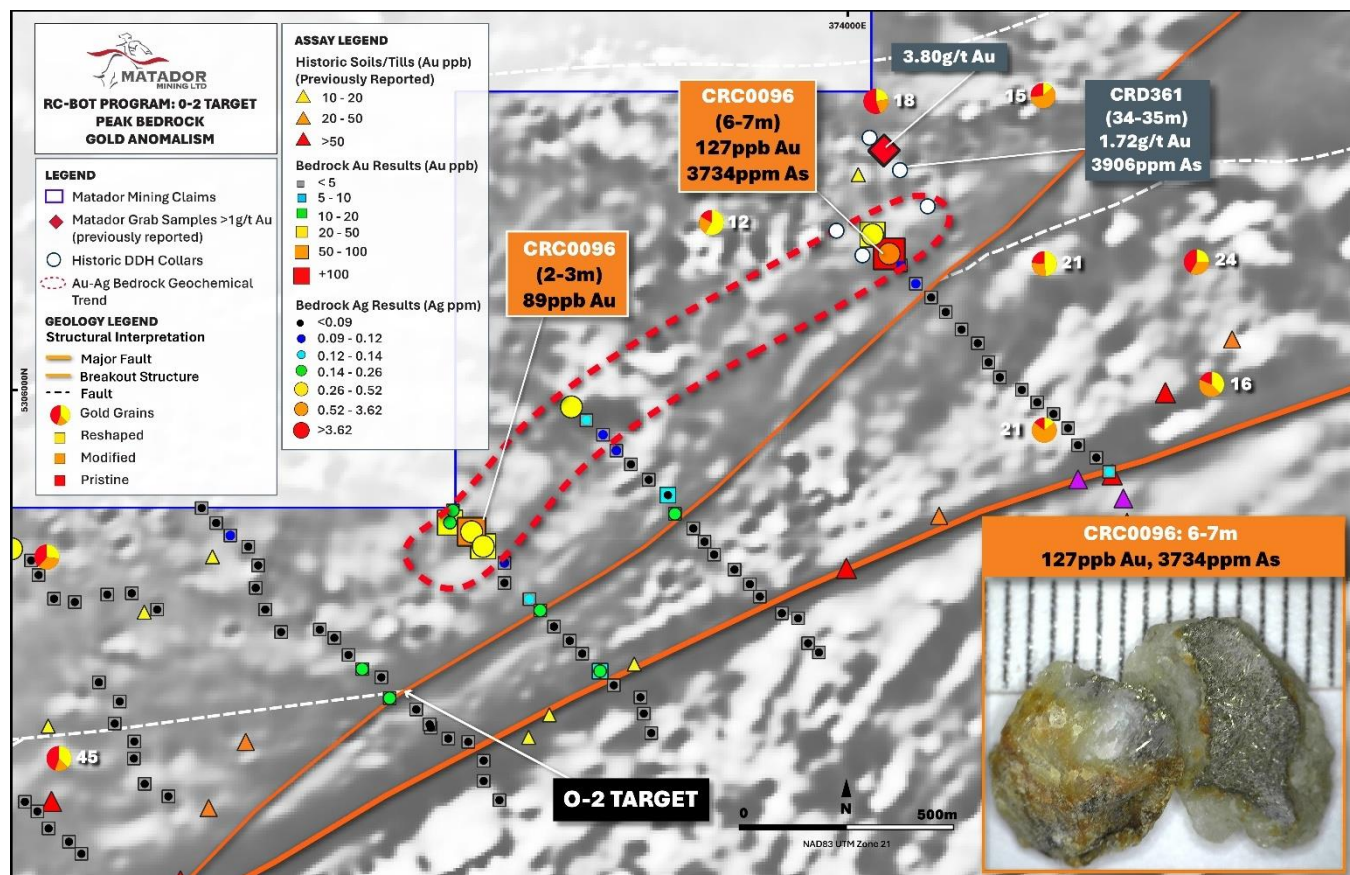 MATADOR
MINING LTD
RC-BOT PROGRAM: O-2 TARGET
PEAK BEDROCK
GOLD ANOMALISM
LEGEND
Matador Mining Claims
Matador Grab Samples >1g/t Au
(previously reported)
Historic DDH Collars
Au-Ag Bedrock Geochemical
Trend
GEOLOGY LEGEND
Structural Interpretation
Major Fault
Breakout Structure
Fault
Gold Grains
Reshaped
Modified
Pristine
ASSAY LEGEND
Historic Soils/Tills (Au ppb)
(Previously Reported)
10 - 20
20 - 50
>50
Bedrock Au Results (Au ppb)
< 5
5 - 10
10 - 20
20 - 50
50 - 100
+100
Bedrock Ag Results (Ag ppm)
<0.09
0.09 - 0.12
0.12 - 0.14
0.14 - 0.26
0.26 - 0.52
0.52 - 3.62
>3.62
374000E
5306000N
3.80g/t Au
CRC0096
(6-7m)
127ppb Au
3734ppm As
CRD361
(34-35m)
1.72g/t Au
3906ppm As
CRC0096
(2-3m)
89ppb Au
18
15
12
21
24
16
21
45
O-2 TARGET
N
0 500m
NAD83 UTM Zone 21
CRC0096: 6-7m
127ppb Au, 3734ppm As